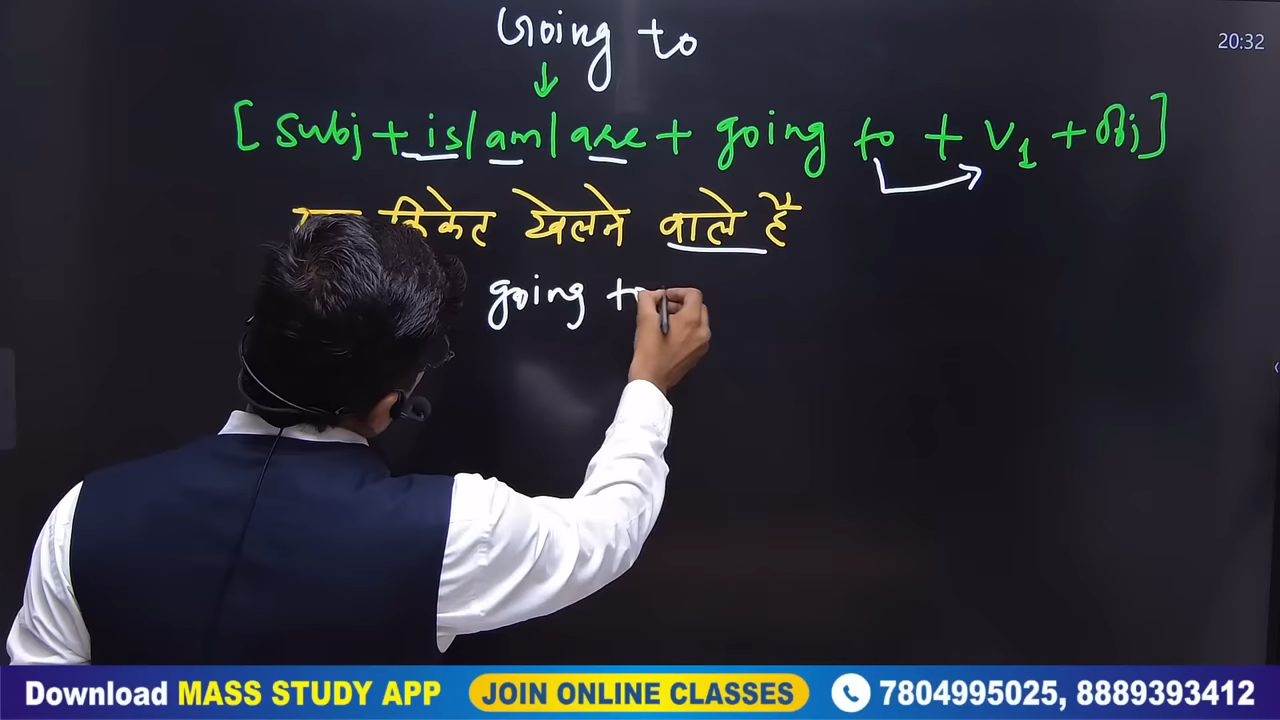 Going to
20:32
↓
[Subj + is/am/are + going to + V1 + Obj]
क्रिकेट खेलने वाले है
going to
Download MASS STUDY APP JOIN ONLINE CLASSES 7804995025, 8889393412